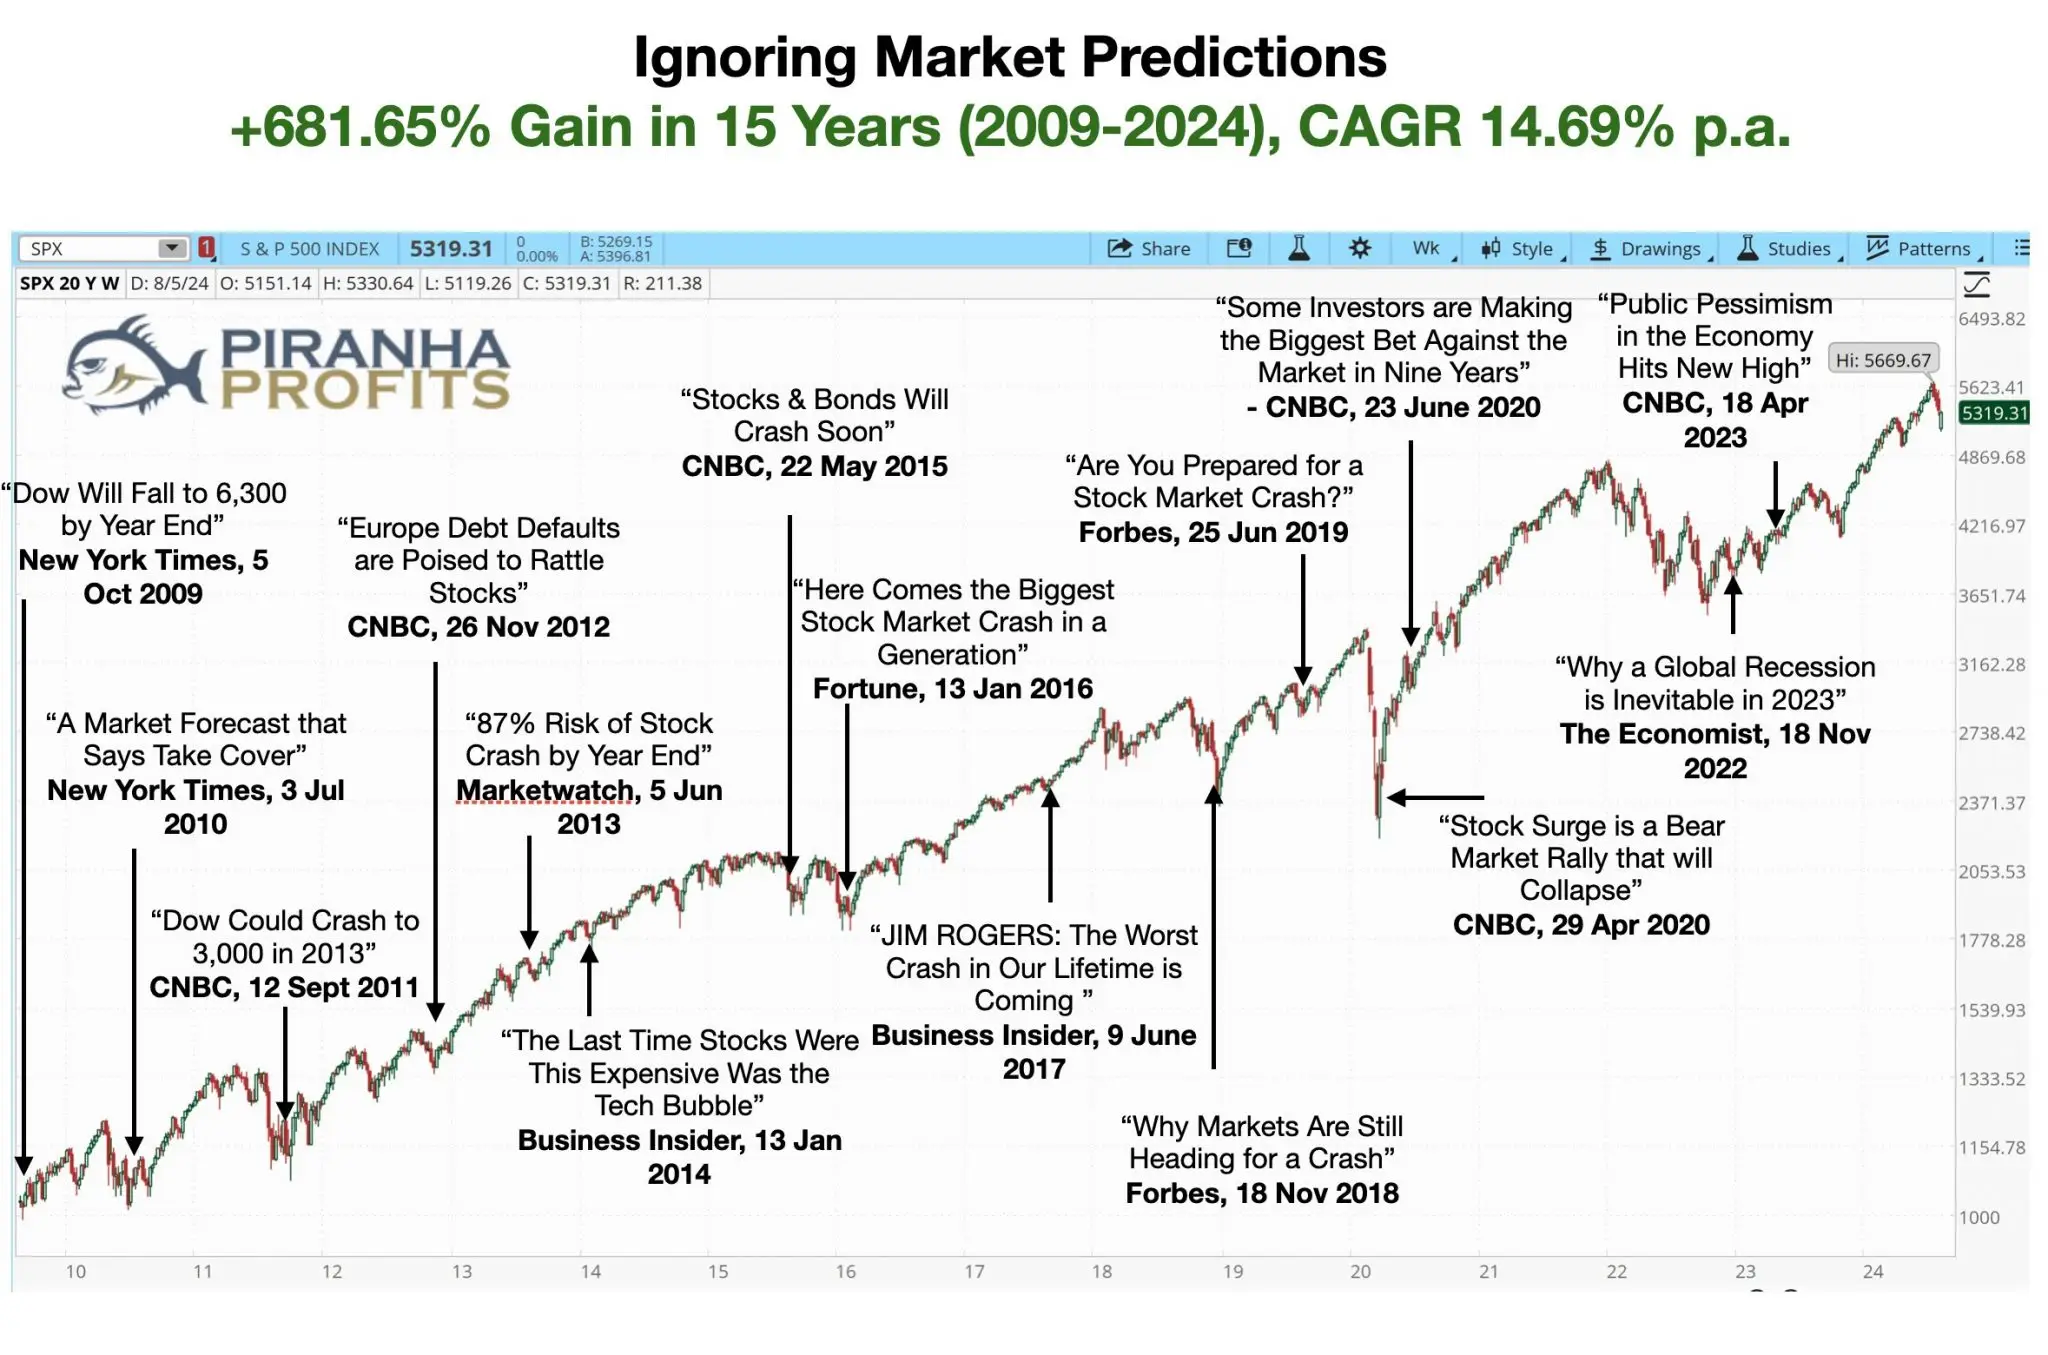 Ignoring Market Predictions
+681.65% Gain in 15 Years (2009-2024), CAGR 14.69% p.a.
SPX 1 S & P 500 INDEX 5319.31 0 0.00% B: 5269.15 A: 5396.81 Share Wk Style Drawings Studies Patterns
SPX 20 Y W D: 8/5/24 O: 5151.14 H: 5330.64 L: 5119.26 C: 5319.31 R: 211.38
PIRANHA
PROFITS
“Dow Will Fall to 6,300
by Year End”
New York Times, 5
Oct 2009
“A Market Forecast that
Says Take Cover”
New York Times, 3 Jul
2010
“Dow Could Crash to
3,000 in 2013”
CNBC, 12 Sept 2011
“Europe Debt Defaults
are Poised to Rattle
Stocks”
CNBC, 26 Nov 2012
“87% Risk of Stock
Crash by Year End”
Marketwatch, 5 Jun
2013
“The Last Time Stocks Were
This Expensive Was the
Tech Bubble”
Business Insider, 13 Jan
2014
“Stocks & Bonds Will
Crash Soon”
CNBC, 22 May 2015
“Here Comes the Biggest
Stock Market Crash in a
Generation”
Fortune, 13 Jan 2016
“JIM ROGERS: The Worst
Crash in Our Lifetime is
Coming ”
Business Insider, 9 June
2017
“Why Markets Are Still
Heading for a Crash”
Forbes, 18 Nov 2018
“Are You Prepared for a
Stock Market Crash?”
Forbes, 25 Jun 2019
“Some Investors are Making
the Biggest Bet Against the
Market in Nine Years”
- CNBC, 23 June 2020
“Stock Surge is a Bear
Market Rally that will
Collapse”
CNBC, 29 Apr 2020
“Why a Global Recession
is Inevitable in 2023”
The Economist, 18 Nov
2022
“Public Pessimism
in the Economy
Hits New High”
CNBC, 18 Apr
2023
Hi: 5669.67
6493.82
5623.41
5319.31
4869.68
4216.97
3651.74
3162.28
2738.42
2371.37
2053.53
1778.28
1539.93
1333.52
1154.78
1000
10 11 12 13 14 15 16 17 18 19 20 21 22 23 24